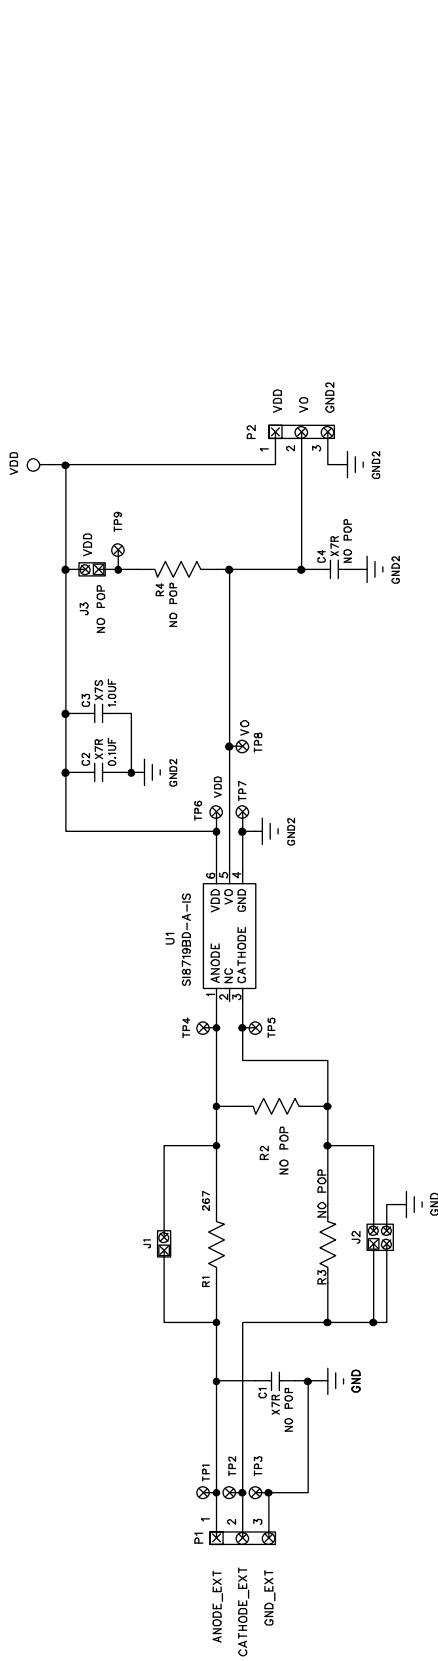 ANODE_EXT
CATHODE_EXT
GND_EXT
P1
1
2
3
TP1
TP2
TP3
C1
X7R
NO POP
GND
R1
267
J1
R3
NO POP
J2
GND
R2
NO POP
TP4
TP5
U1
SI8719BD-A-IS
1
2
3
ANODE
NC
CATHODE
VDD
VO
GND
6
5
4
TP6
VDD
TP7
GND2
VO
TP8
C2
X7R
0.1UF
C3
X7S
1.0UF
GND2
J3
VDD
NO POP
TP9
R4
NO POP
C4
X7R
NO POP
GND2
VDD
P2
1
2
3
VDD
VO
GND2
GND2